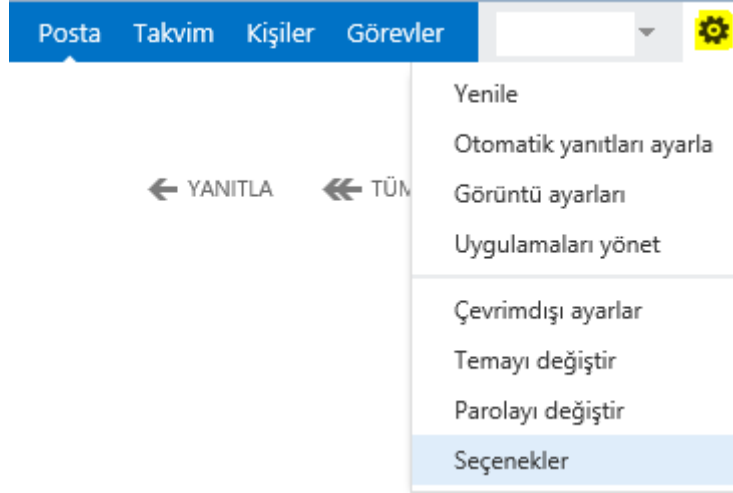 Posta Takvim Kişiler Görevler
Yenile
Otomatik yanıtları ayarla
YANITLA TÜM
Görüntü ayarları
Uygulamaları yönet
Çevrimdışı ayarlar
Temayı değiştir
Parolayı değiştir
Seçenekler